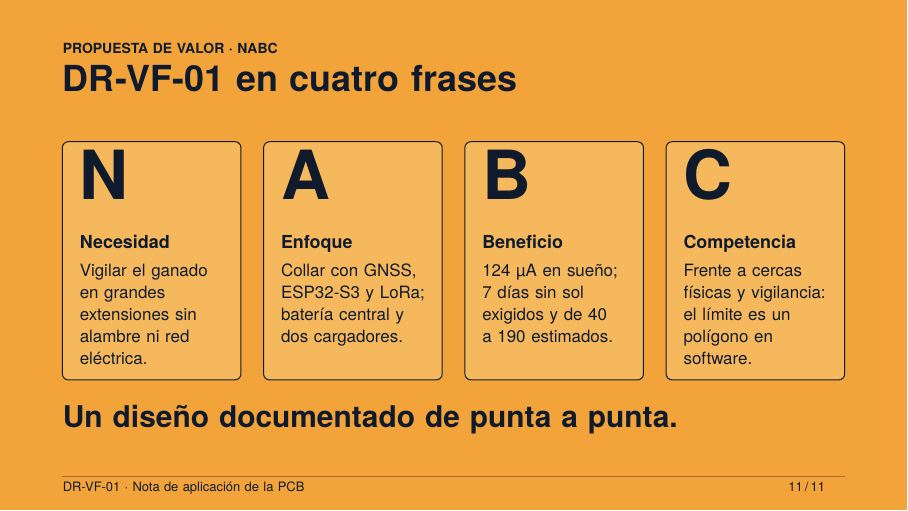 PROPUESTA DE VALOR · NABC
DR-VF-01 en cuatro frases
N
Necesidad
Vigilar el ganado
en grandes
extensiones sin
alambre ni red
eléctrica.
A
Enfoque
Collar con GNSS,
ESP32-S3 y LoRa;
batería central y
dos cargadores.
B
Beneficio
124 µA en sueño;
7 días sin sol
exigidos y de 40
a 190 estimados.
C
Competencia
Frente a cercas
físicas y vigilancia:
el límite es un
polígono en
software.
Un diseño documentado de punta a punta.
DR-VF-01 · Nota de aplicación de la PCB
11 / 11